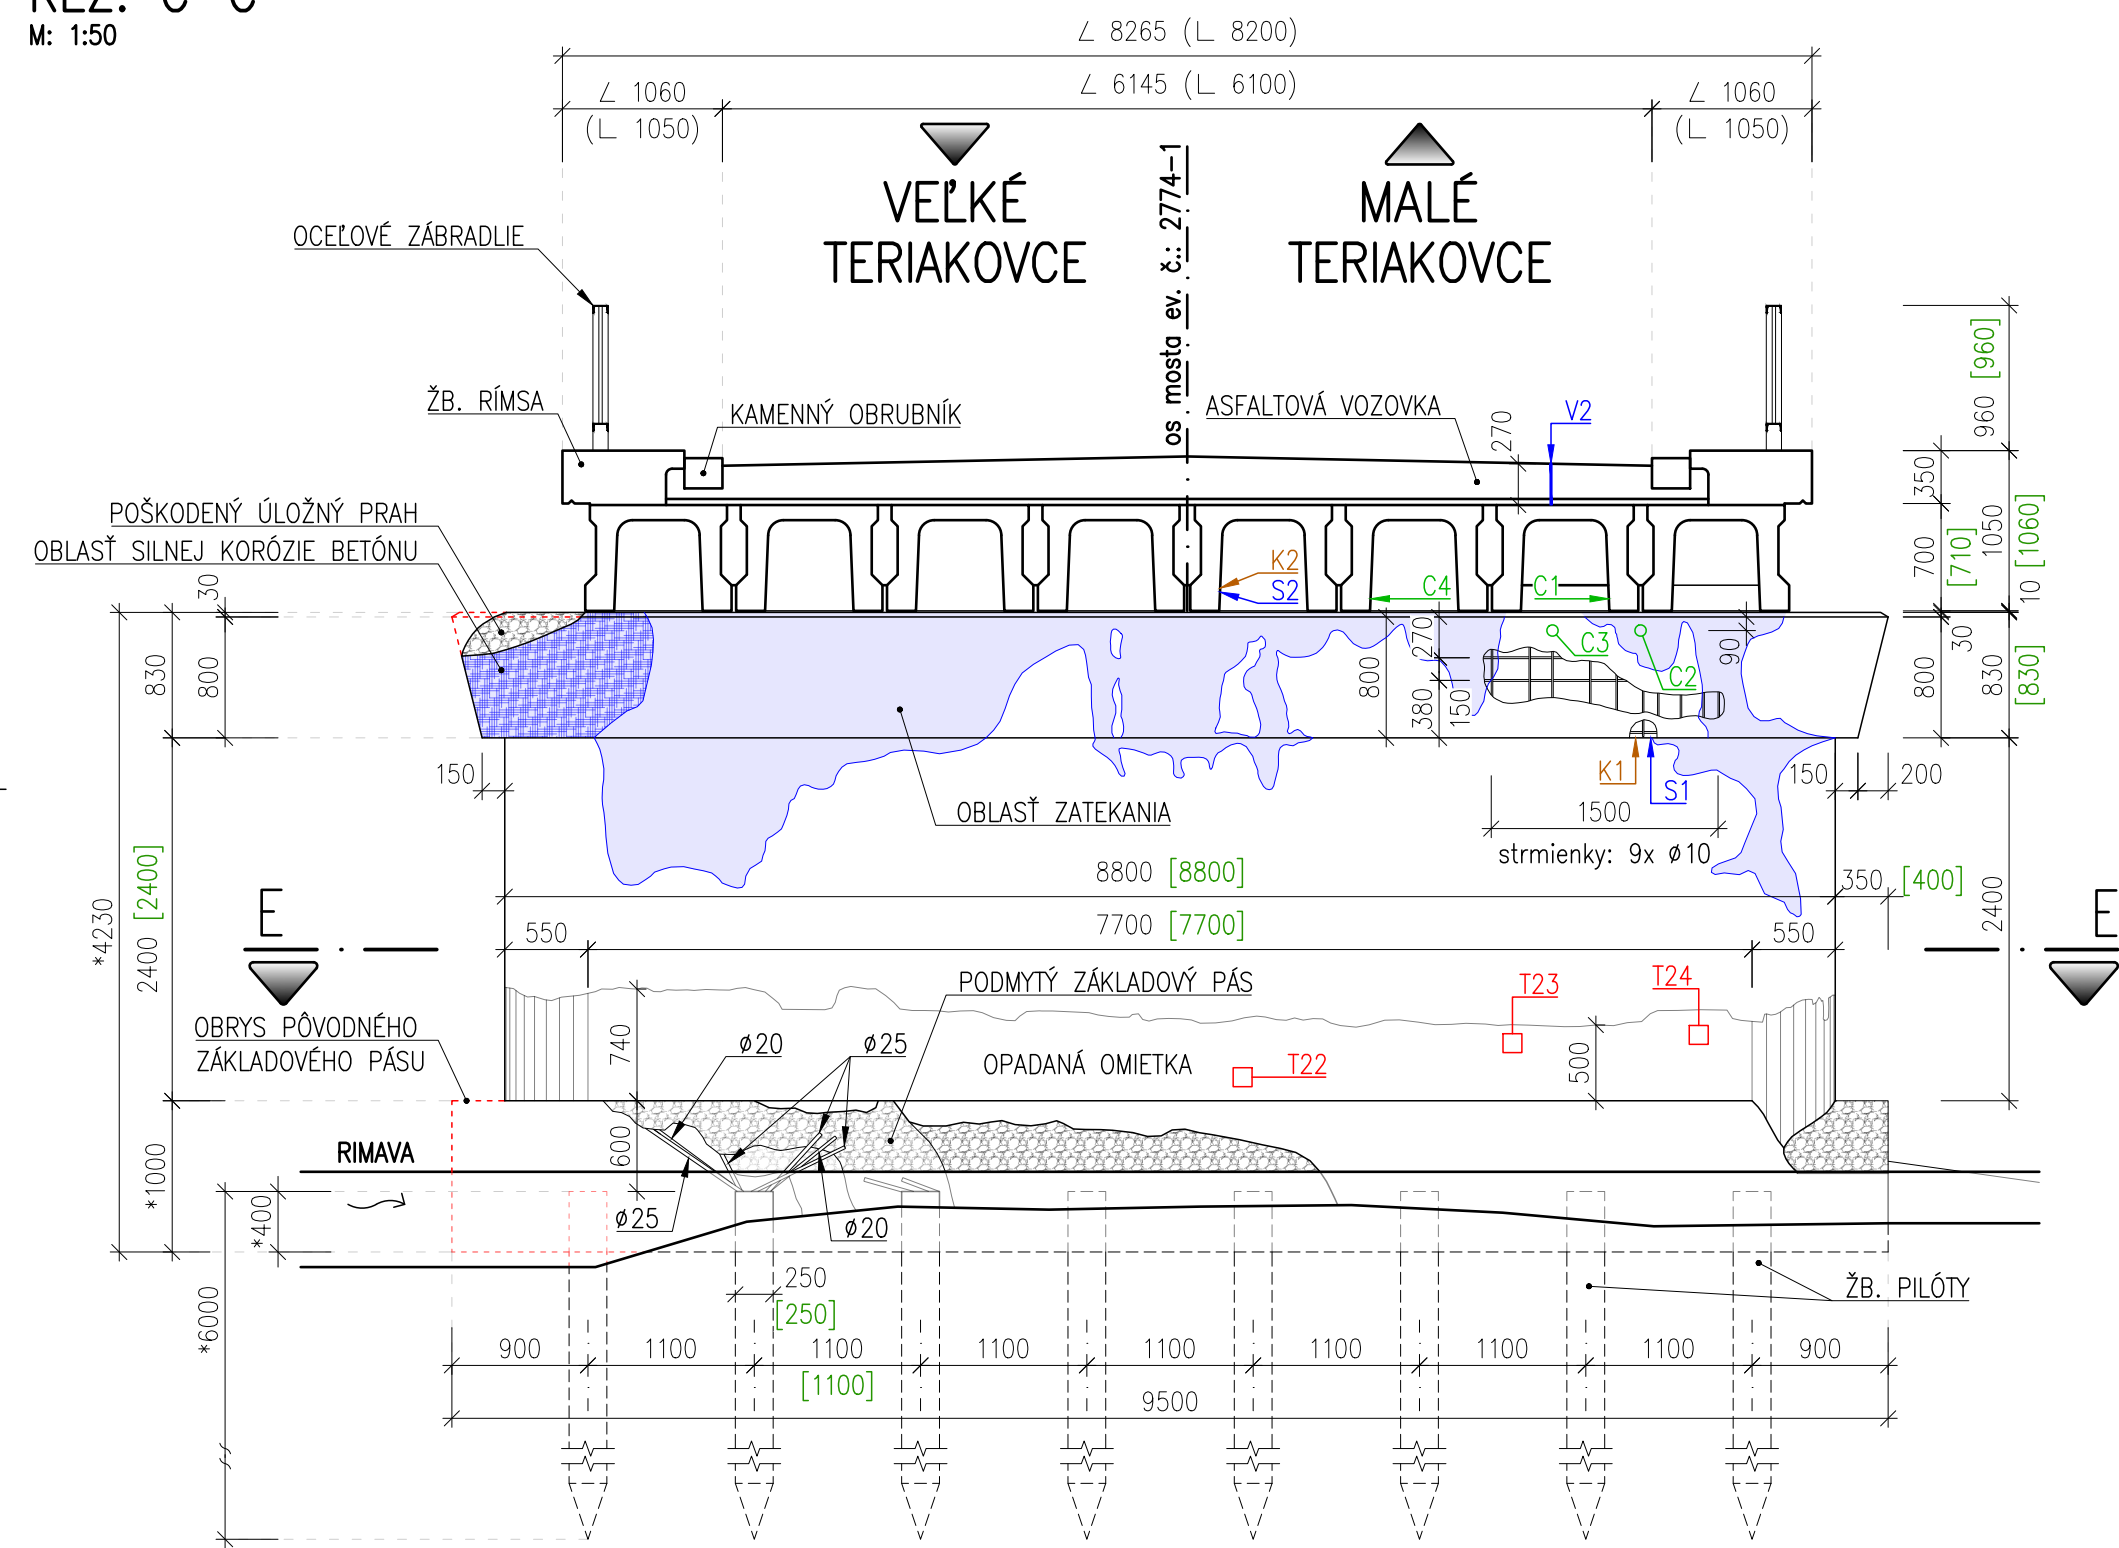 M: 1:50
∠ 8265 (∟ 8200)
∠ 6145 (∟ 6100)
∠ 1060
(∟ 1050)
∠ 1060
(∟ 1050)
VEĽKÉ
TERIAKOVCE
MALÉ
TERIAKOVCE
os mosta ev. č.: 2774-1
OCEĽOVÉ ZÁBRADLIE
ŽB. RÍMSA
KAMENNÝ OBRUBNÍK
ASFALTOVÁ VOZOVKA
270
V2
960 [960]
350
1050 [1060]
700
[710]
10
POŠKODENÝ ÚLOŽNÝ PRAH
OBLASŤ SILNEJ KORÓZIE BETÓNU
K2
S2
C4
C1
30
830
800
270
800
380
150
C3
C2
90
30
800
830
[830]
150
K1
S1
150
200
1500
strmienky: 9x ø10
OBLASŤ ZATEKANIA
8800 [8800]
350 [400]
7700 [7700]
550
550
2400
*4230
2400 [2400]
E
E
PODMYTÝ ZÁKLADOVÝ PÁS
T23
T24
T22
OBRYS PÔVODNÉHO
ZÁKLADOVÉHO PÁSU
740
ø20
ø25
OPADANÁ OMIETKA
500
RIMAVA
600
*1000
*400
ø25
ø20
*6000
250
[250]
ŽB. PILÓTY
900
1100
1100
1100
1100
1100
1100
1100
900
[1100]
9500